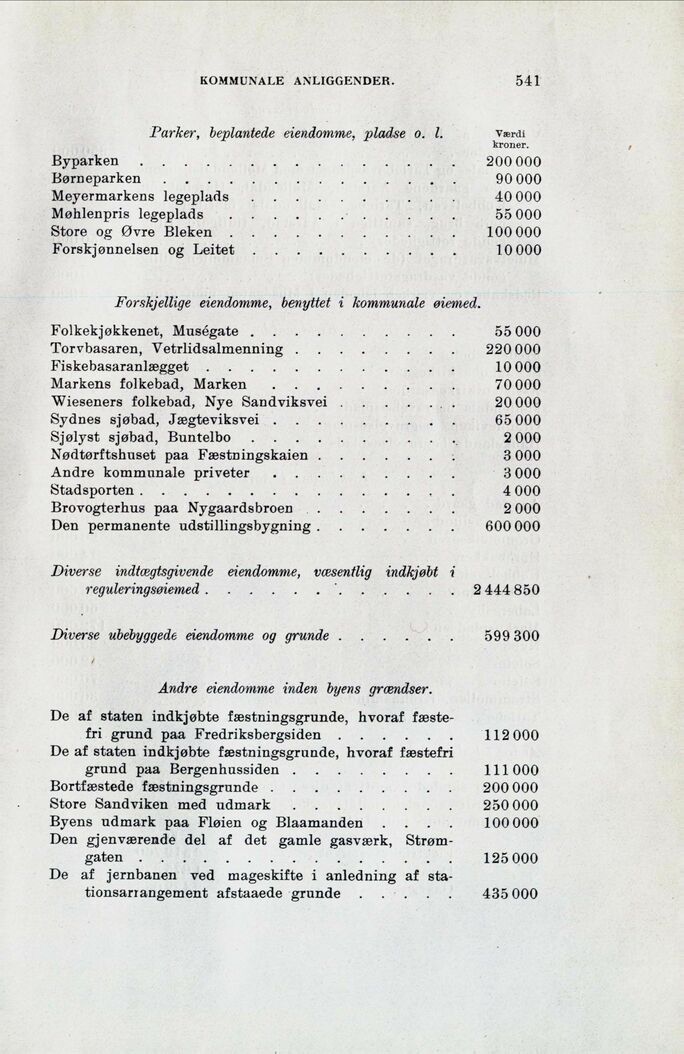 KOMMUNALE ANLIGGENDER. 541
Parker, beplantede eiendomme, pladse o. l. Værdi
kroner.
Byparken . . . . . . . . . . . . 200 000
Børneparken . . . . . . . . . . . 90 000
Meyermarkens legeplads . . . . . . . . 40 000
Møhlenpris legeplads . . . . . . . . . 55 000
Store og Øvre Bleken . . . . . . . . . 100 000
Forskjønnelsen og Leitet . . . . . . . . 10 000
Forskjellige eiendomme, benyttet i kommunale øiemed.
Folkekjøkkenet, Muségate . . . . . . . . 55 000
Torvbasaren, Vetrlidsalmenning . . . . . . . 220 000
Fiskebasaranlægget . . . . . . . . . . 10 000
Markens folkebad, Marken . . . . . . . 70 000
Wieseners folkebad, Nye Sandviksvei . . . . . 20 000
Sydnes sjøbad, Jægteviksvei . . . . . . . 65 000
Sjølyst sjøbad, Buntelbo . . . . . . . . 2 000
Nødtørftshuset paa Fæstningskaien . . . . . . 3 000
Andre kommunale priveter . . . . . . . 3 000
Stadsporten . . . . . . . . . . . . 4 000
Brovogterhus paa Nygaardsbroen . . . . . . 2 000
Den permanente udstillingsbygning . . . . . . 600 000
Diverse indtægtsgivende eiendomme, væsentlig indkjøbt i
reguleringsøiemed . . . . . . . . . . 2 444 850
Diverse ubebyggede eiendomme og grunde . . . . . 599 300
Andre eiendomme inden byens grændser.
De af staten indkjøbte fæstningsgrunde, hvoraf fæste-
fri grund paa Fredriksbergsiden . . . . . 112 000
De af staten indkjøbte fæstningsgrunde, hvoraf fæstefri
grund paa Bergenhussiden . . . . . . 111 000
Bortfæstede fæstningsgrunde . . . . . . . 200 000
Store Sandviken med udmark . . . . . . 250 000
Byens udmark paa Fløien og Blaamanden . . . . 100 000
Den gjenværende del af det gamle gasværk, Strøm-
gaten . . . . . . . . . . . . 125 000
De af jernbanen ved mageskifte i anledning af sta-
tionsarrangement afstaaede grunde . . . . . 435 000